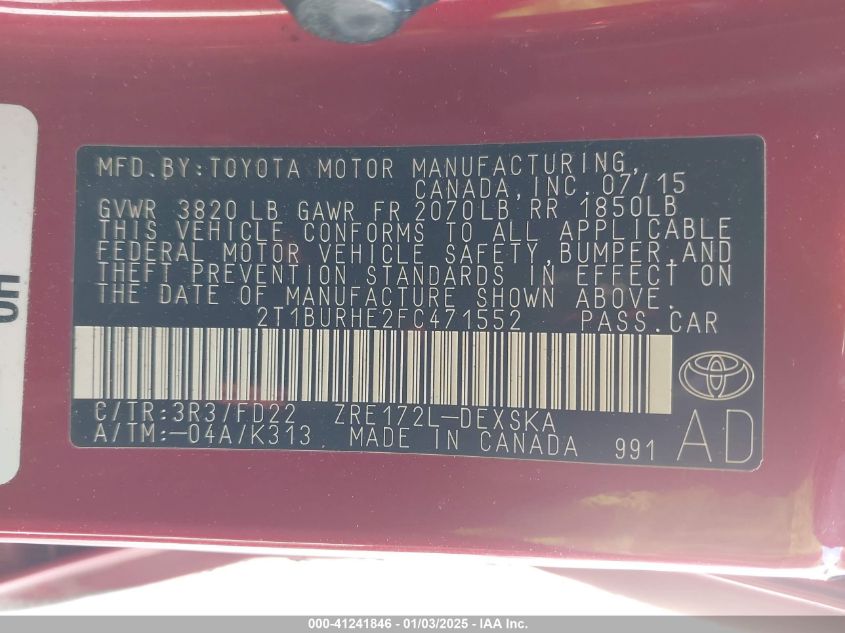 MFD.BY:TOYOTA MOTOR MANUFACTURING,
CANADA,INC.07/15
GVWR 3820 LB GAWR FR 2070LB RR 1850LB
THIS VEHICLE CONFORMS TO ALL APPLICABLE
FEDERAL MOTOR VEHICLE SAFETY,BUMPER,AND
THEFT PREVENTION STANDARDS IN EFFECT ON
THE DATE OF MANUFACTURE SHOWN ABOVE.
2T1BURHE2FC471552 PASS.CAR
C/TR:3R3/FD22 ZRE172L-DEXSKA
A/TM:-04A/K313 MADE IN CANADA 991 AD
000-41241846 - 01/03/2025 - IAA Inc.